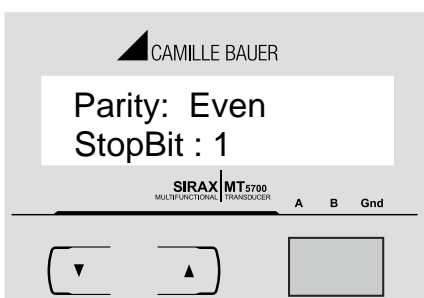 CAMILLE BAUER
Parity: Even
StopBit : 1
SIRAX MT5700
MULTIFUNCTIONAL TRANSDUCER
A B Gnd